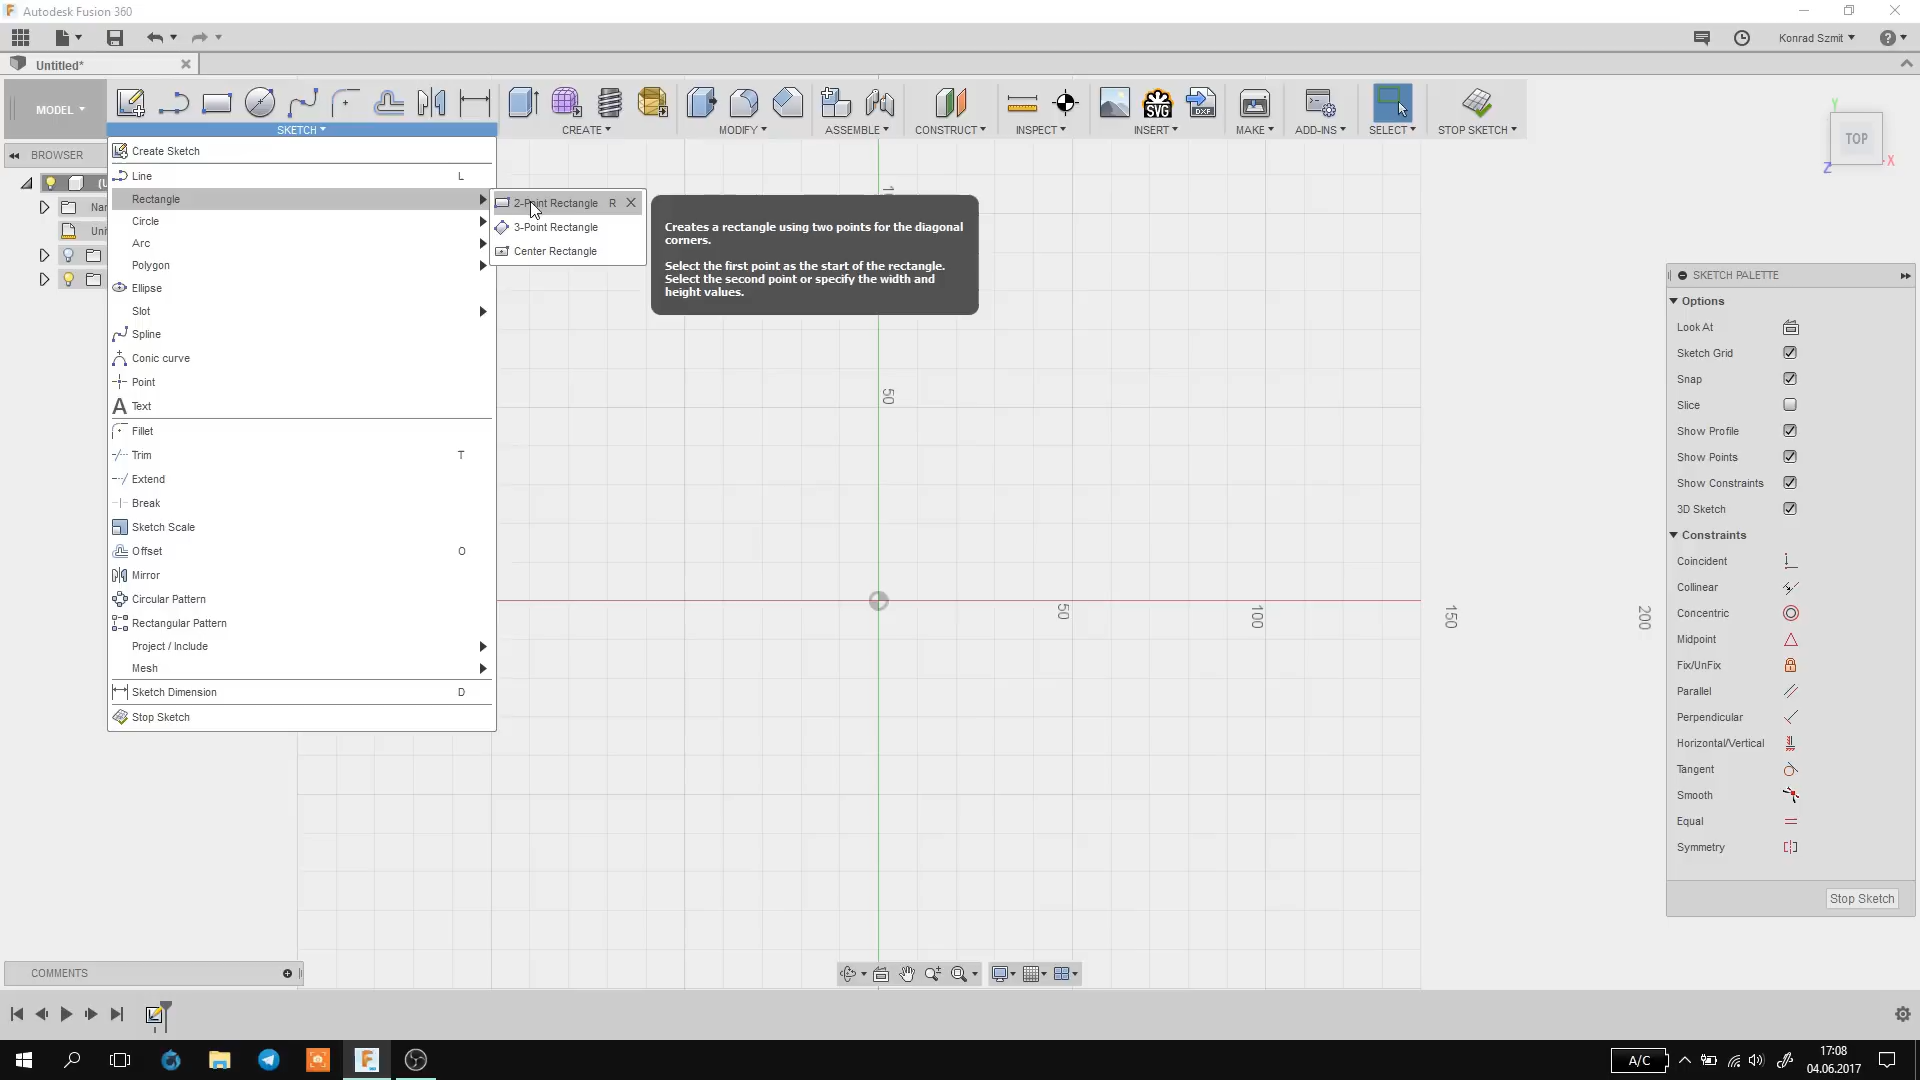 Autodesk Fusion 360
Konrad Szmit
Untitled*
MODEL
SKETCH
CREATE
MODIFY
ASSEMBLE
CONSTRUCT
INSPECT
SVG
DXF
INSERT
MAKE
ADD-INS
SELECT
STOP SKETCH
BROWSER
Create Sketch
Line L
Rectangle
Circle
Arc
Polygon
Ellipse
Slot
Spline
Conic curve
Point
Text
Fillet
Trim T
Extend
Break
Sketch Scale
Offset O
Mirror
Circular Pattern
Rectangular Pattern
Project / Include
Mesh
Sketch Dimension D
Stop Sketch
2-Point Rectangle R
3-Point Rectangle
Center Rectangle
Creates a rectangle using two points for the diagonal
corners.
Select the first point as the start of the rectangle.
Select the second point or specify the width and
height values.
50
50
100
150
200
TOP
Y
X
Z
SKETCH PALETTE
Options
Look At
Sketch Grid
Snap
Slice
Show Profile
Show Points
Show Constraints
3D Sketch
Constraints
Coincident
Collinear
Concentric
Midpoint
Fix/UnFix
Parallel
Perpendicular
Horizontal/Vertical
Tangent
Smooth
Equal
Symmetry
Stop Sketch
COMMENTS
A/C
17:08
04.06.2017